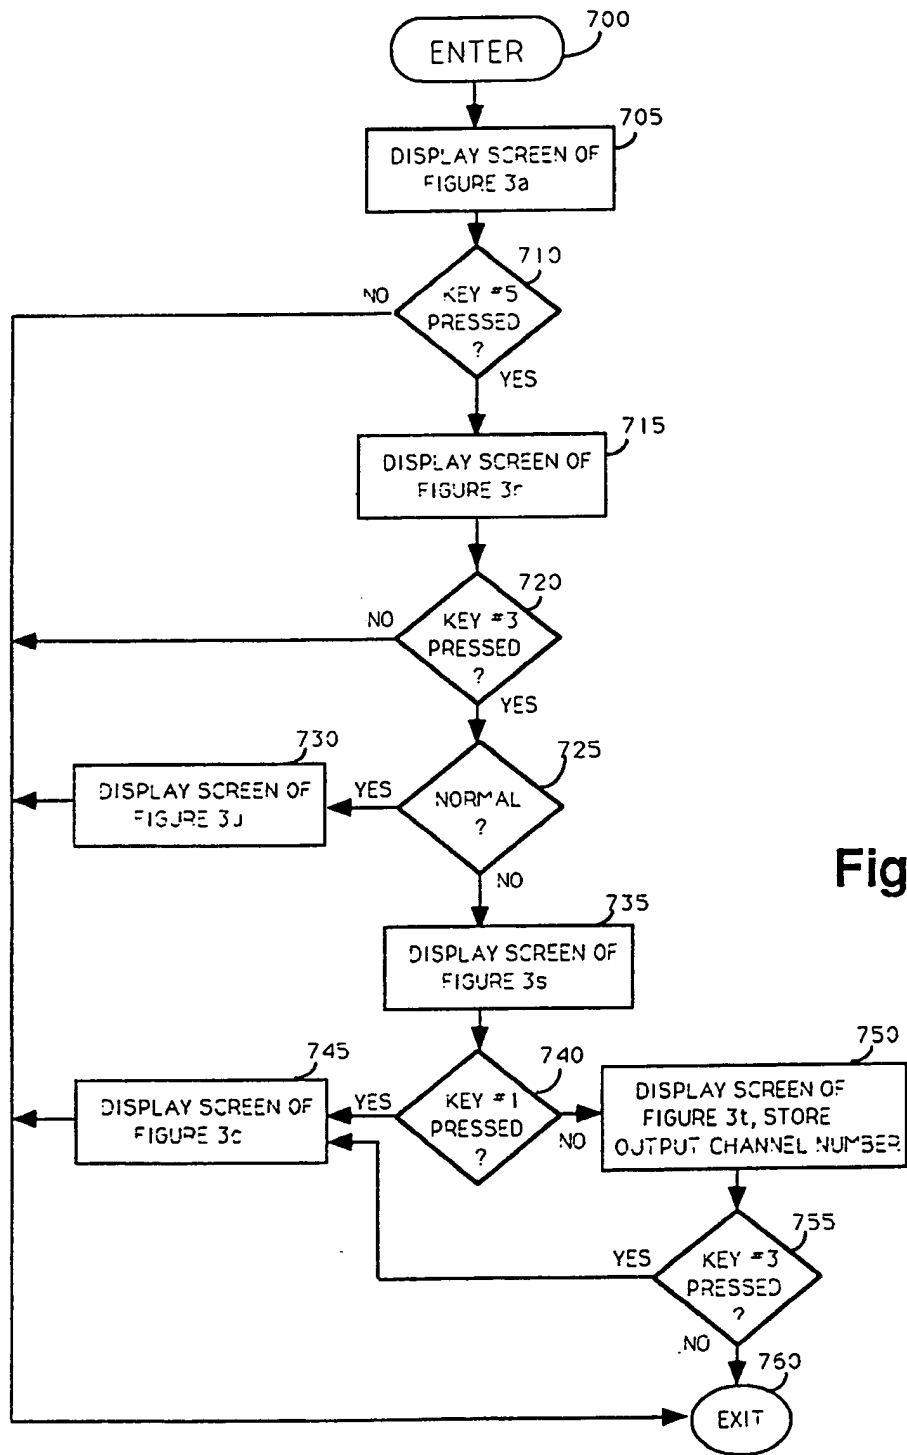 700
ENTER
705
DISPLAY SCREEN OF
FIGURE 3a
710
NO
KEY #5
PRESSED
?
YES
715
DISPLAY SCREEN OF
FIGURE 3r
720
NO
KEY #3
PRESSED
?
YES
730
725
DISPLAY SCREEN OF
FIGURE 3u
YES
NORMAL
?
NO
Fig
735
DISPLAY SCREEN OF
FIGURE 3s
745
740
750
DISPLAY SCREEN OF
FIGURE
YES
KEY #1
PRESSED
?
NO
DISPLAY SCREEN OF
FIGURE 3t, STORE
OUTPUT CHANNEL NUMBER
755
YES
KEY #3
PRESSED
?
NO
760
EXIT